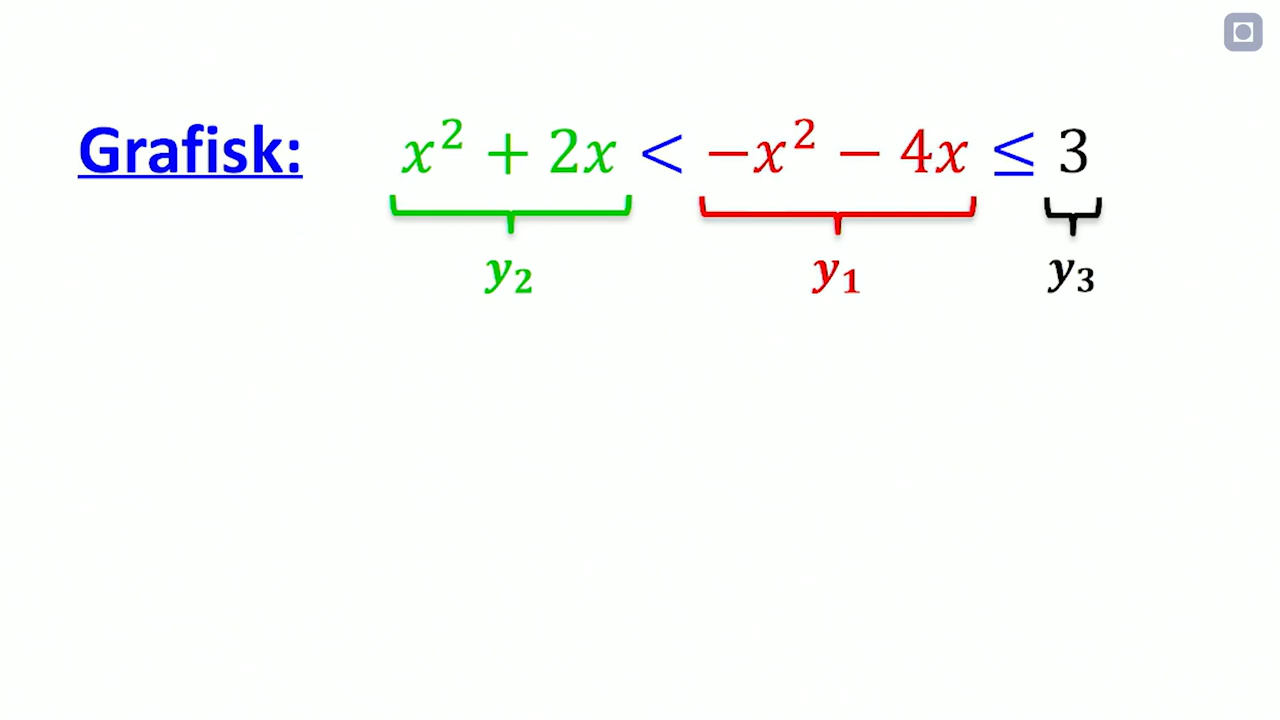 Grafisk: x² + 2x < −x² − 4x ≤ 3
y₂ y₁ y₃